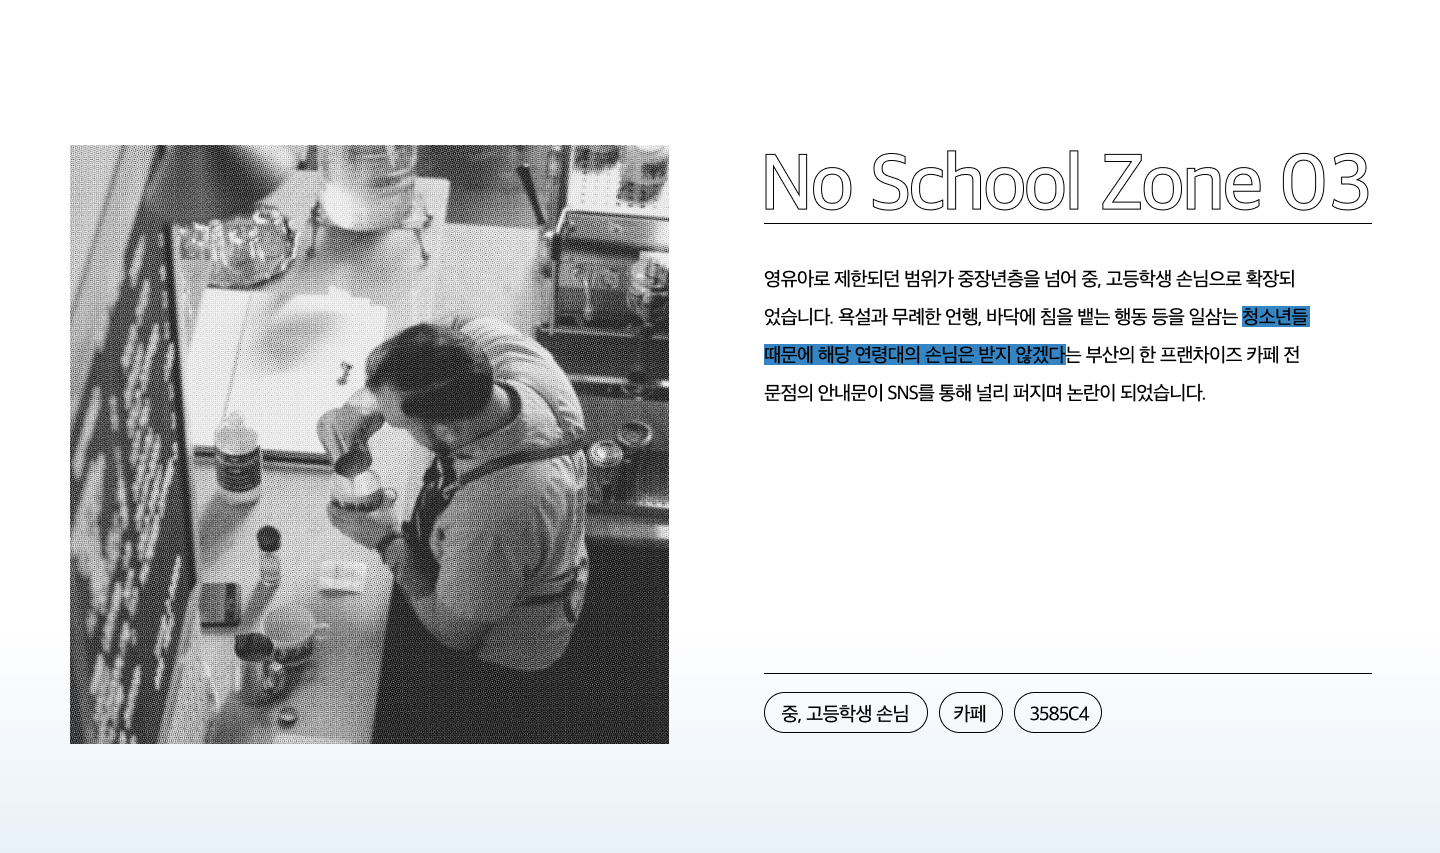 No School Zone 03
영유아로 제한되던 범위가 중장년층을 넘어 중, 고등학생 손님으로 확장되
었습니다. 욕설과 무례한 언행, 바닥에 침을 뱉는 행동 등을 일삼는 청소년들
때문에 해당 연령대의 손님은 받지 않겠다는 부산의 한 프랜차이즈 카페 전
문점의 안내문이 SNS를 통해 널리 퍼지며 논란이 되었습니다.
중, 고등학생 손님
카페
3585C4